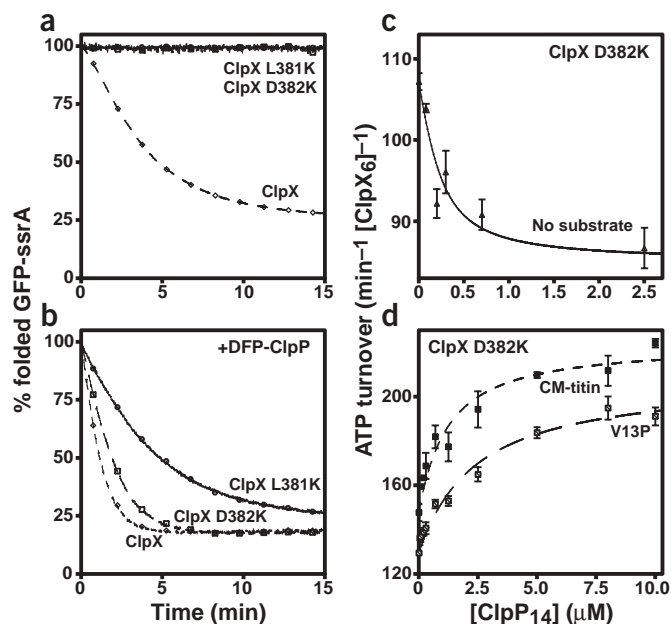 a
100
75
50
25
0
0
5
10
15
ClpX L381K
ClpX D382K
ClpX
% folded GFP-ssrA
b
100
75
50
25
0
0
5
10
15
+DFP-ClpP
ClpX L381K
ClpX D382K
ClpX
Time (min)
c
110
100
90
0
0.5
1.0
1.5
2.0
2.5
ClpX D382K
No substrate
ATP turnover (min–1 [ClpX6]–1)
d
200
160
120
0
2.5
5.0
7.5
10.0
ClpX D382K
CM-titin
V13P
[ClpP14] (μM)